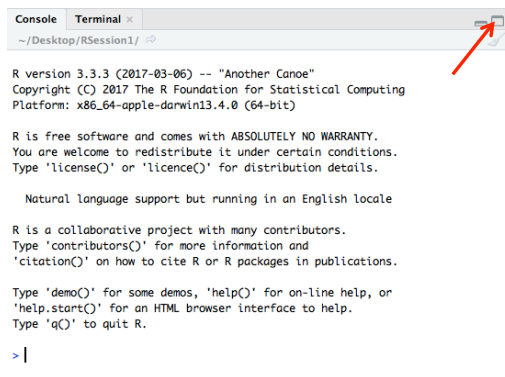 Console Terminal ×
~/Desktop/RSession1/
R version 3.3.3 (2017-03-06) -- "Another Canoe"
Copyright (C) 2017 The R Foundation for Statistical Computing
Platform: x86_64-apple-darwin13.4.0 (64-bit)
R is free software and comes with ABSOLUTELY NO WARRANTY.
You are welcome to redistribute it under certain conditions.
Type 'license()' or 'licence()' for distribution details.
Natural language support but running in an English locale
R is a collaborative project with many contributors.
Type 'contributors()' for more information and
'citation()' on how to cite R or R packages in publications.
Type 'demo()' for some demos, 'help()' for on-line help, or
'help.start()' for an HTML browser interface to help.
Type 'q()' to quit R.
>